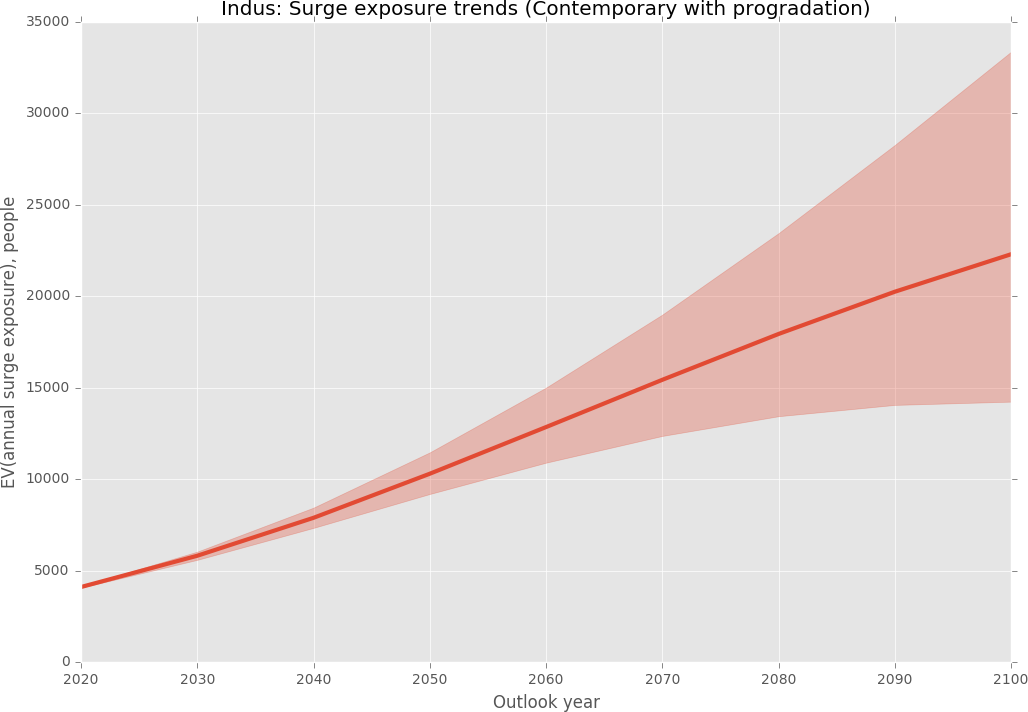 Indus: Surge exposure trends (Contemporary with progradation)
35000
30000
25000
20000
15000
10000
5000
0
EV(annual surge exposure), people
2020 2030 2040 2050 2060 2070 2080 2090 2100
Outlook year